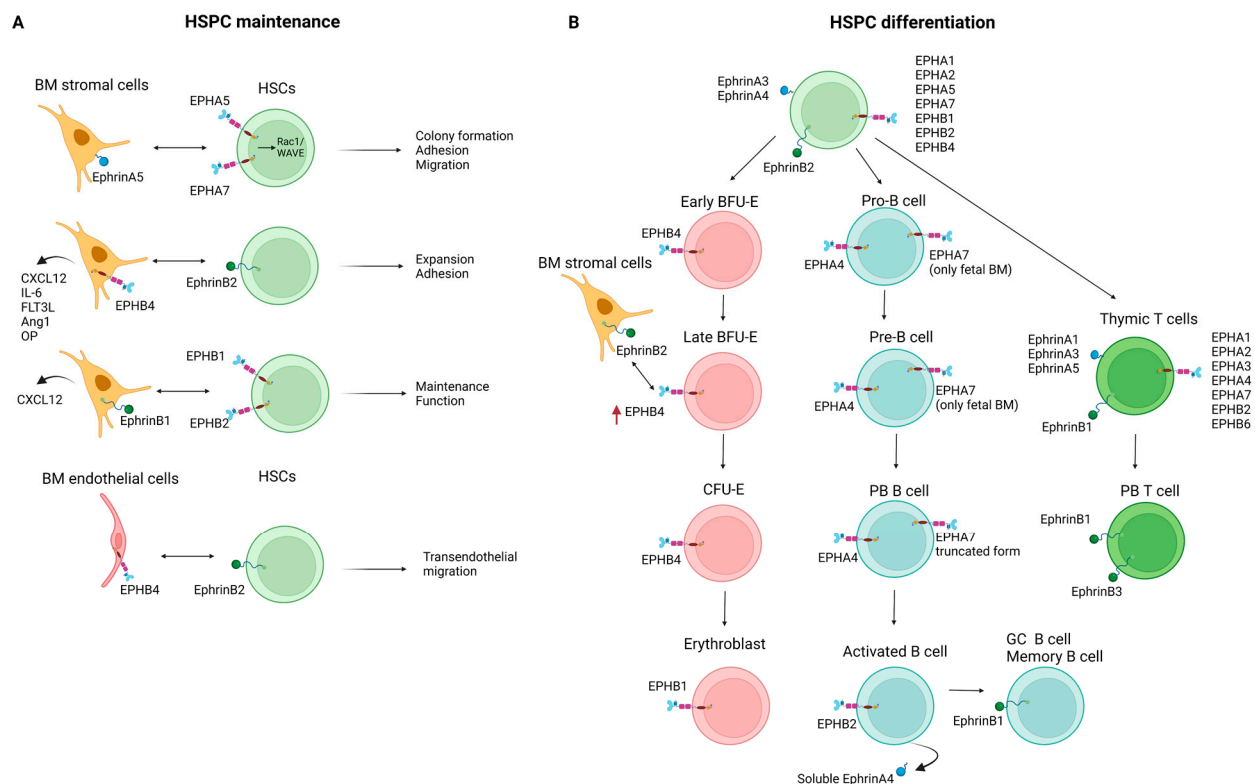 A
HSPC maintenance
BM stromal cells
HSCs
EPHA5
EphrinA5
Rac1/
WAVE
EPHA7
Colony formation
Adhesion
Migration
CXCL12
IL-6
FLT3L
Ang1
OP
EPHB4
EphrinB2
Expansion
Adhesion
CXCL12
EphrinB1
EPHB1
EPHB2
Maintenance
Function
BM endothelial cells
HSCs
EPHB4
EphrinB2
Transendothelial
migration
B
HSPC differentiation
EphrinA3
EphrinA4
EphrinB2
EPHA1
EPHA2
EPHA5
EPHA7
EPHB1
EPHB2
EPHB4
Early BFU-E
EPHB4
BM stromal cells
EphrinB2
Late BFU-E
EPHB4
CFU-E
EPHB4
Erythroblast
EPHB1
Pro-B cell
EPHA4
EPHA7
(only fetal BM)
Pre-B cell
EPHA4
EPHA7
(only fetal BM)
PB B cell
EPHA4
EPHA7
truncated form
Activated B cell
EPHB2
Soluble EphrinA4
GC B cell
Memory B cell
EphrinB1
Thymic T cells
EphrinA1
EphrinA3
EphrinA5
EphrinB1
EPHA1
EPHA2
EPHA3
EPHA4
EPHA7
EPHB2
EPHB6
PB T cell
EphrinB1
EphrinB3